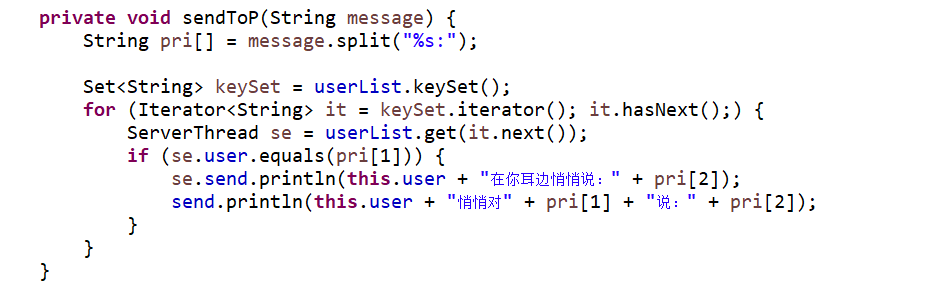 private void sendToP(String message) {
    String pri[] = message.split("%s:");

    Set<String> keySet = userList.keySet();
    for (Iterator<String> it = keySet.iterator(); it.hasNext();) {
        ServerThread se = userList.get(it.next());
        if (se.user.equals(pri[1])) {
            se.send.println(this.user + "在你耳边悄悄说：" + pri[2]);
            send.println(this.user + "悄悄对" + pri[1] + "说：" + pri[2]);
        }
    }
}